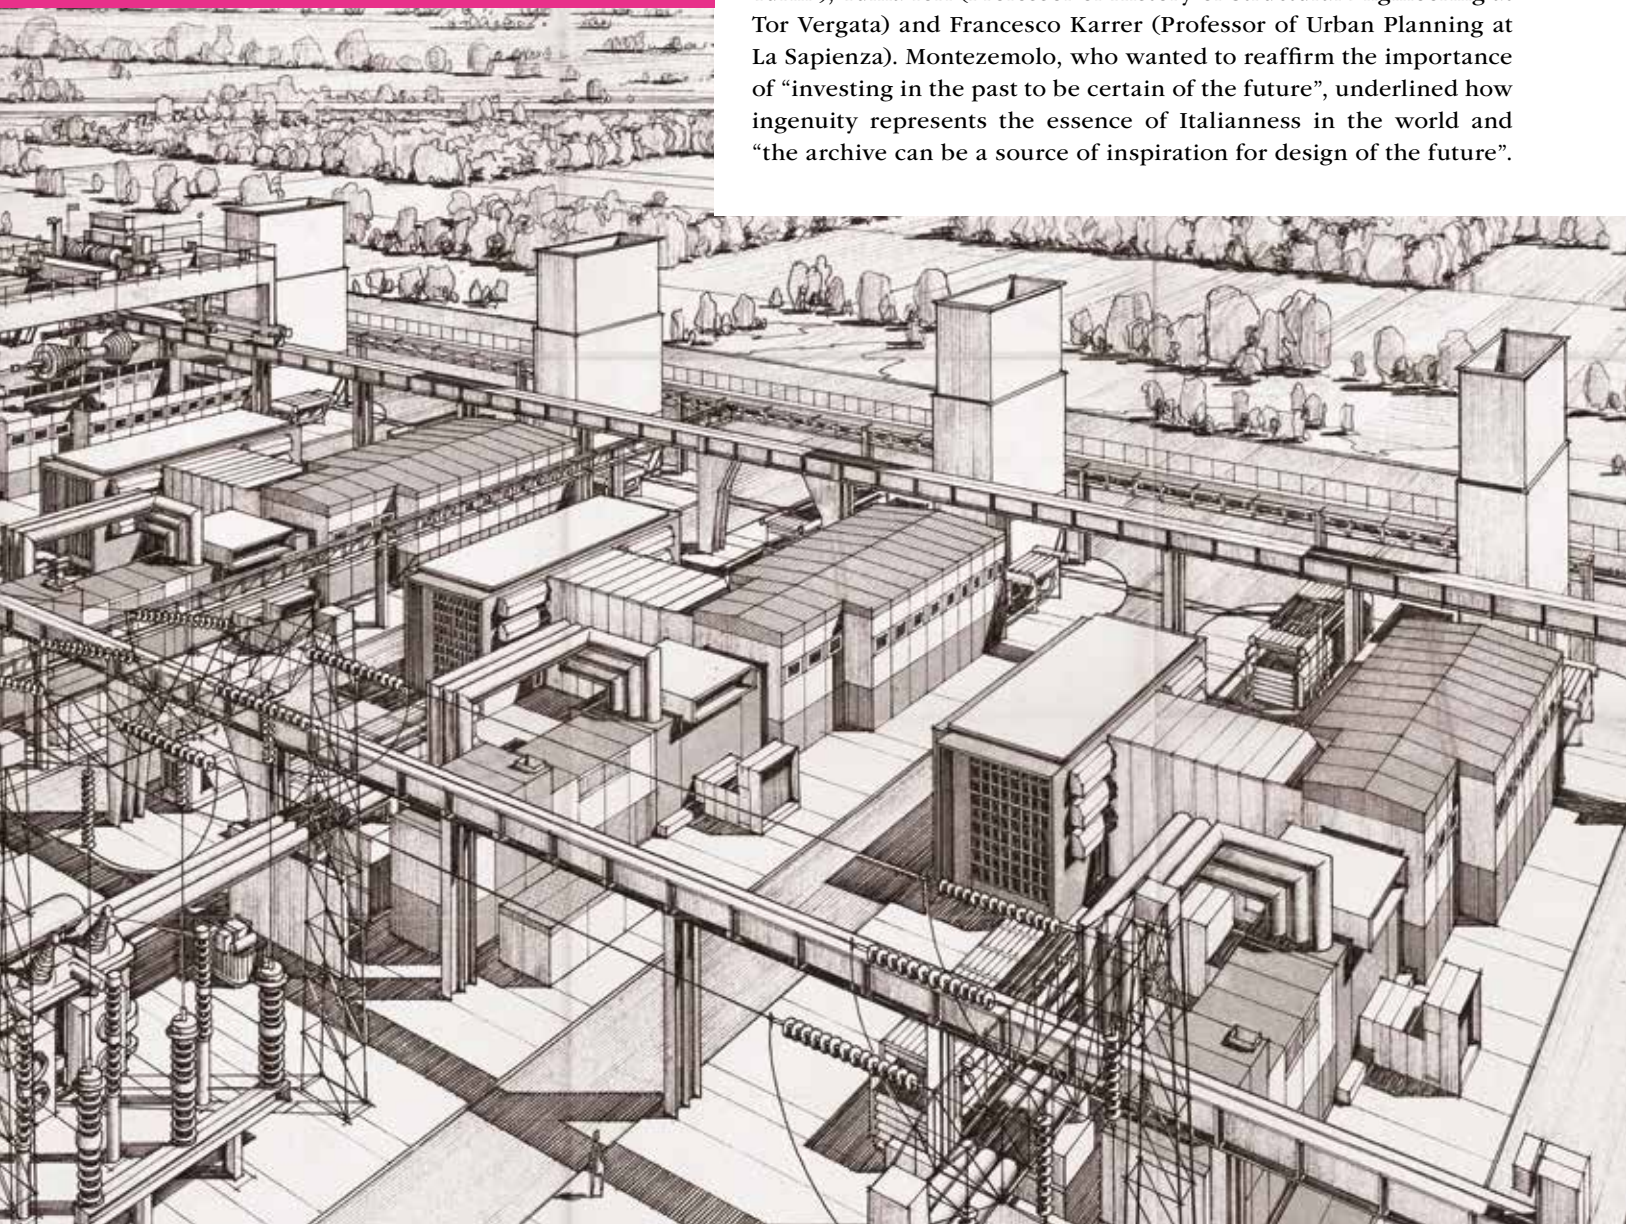 Tor Vergata) and Francesco Karrer (Professor of Urban Planning at
La Sapienza). Montezemolo, who wanted to reaffirm the importance
of “investing in the past to be certain of the future”, underlined how
ingenuity represents the essence of Italianness in the world and
“the archive can be a source of inspiration for design of the future”.